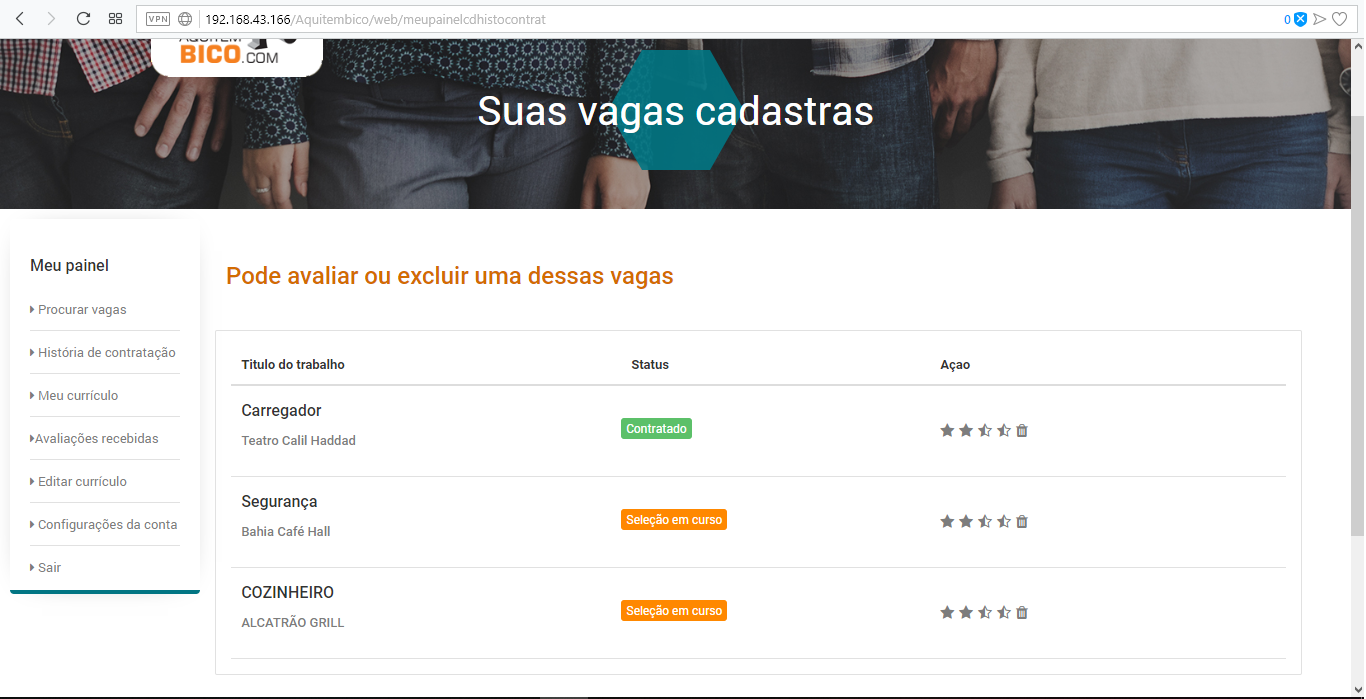 VPN
192.168.43.166/Aquitembico/web/meupainelcdhistocontrat
0
AQUITEM
BICO.COM
Suas vagas cadastras
Meu painel
Procurar vagas
História de contratação
Meu currículo
Avaliações recebidas
Editar currículo
Configurações da conta
Sair
Pode avaliar ou excluir uma dessas vagas
Titulo do trabalho Status Açao
Carregador
Teatro Calil Haddad
Contratado
Segurança
Bahia Café Hall
Seleção em curso
COZINHEIRO
ALCATRÃO GRILL
Seleção em curso